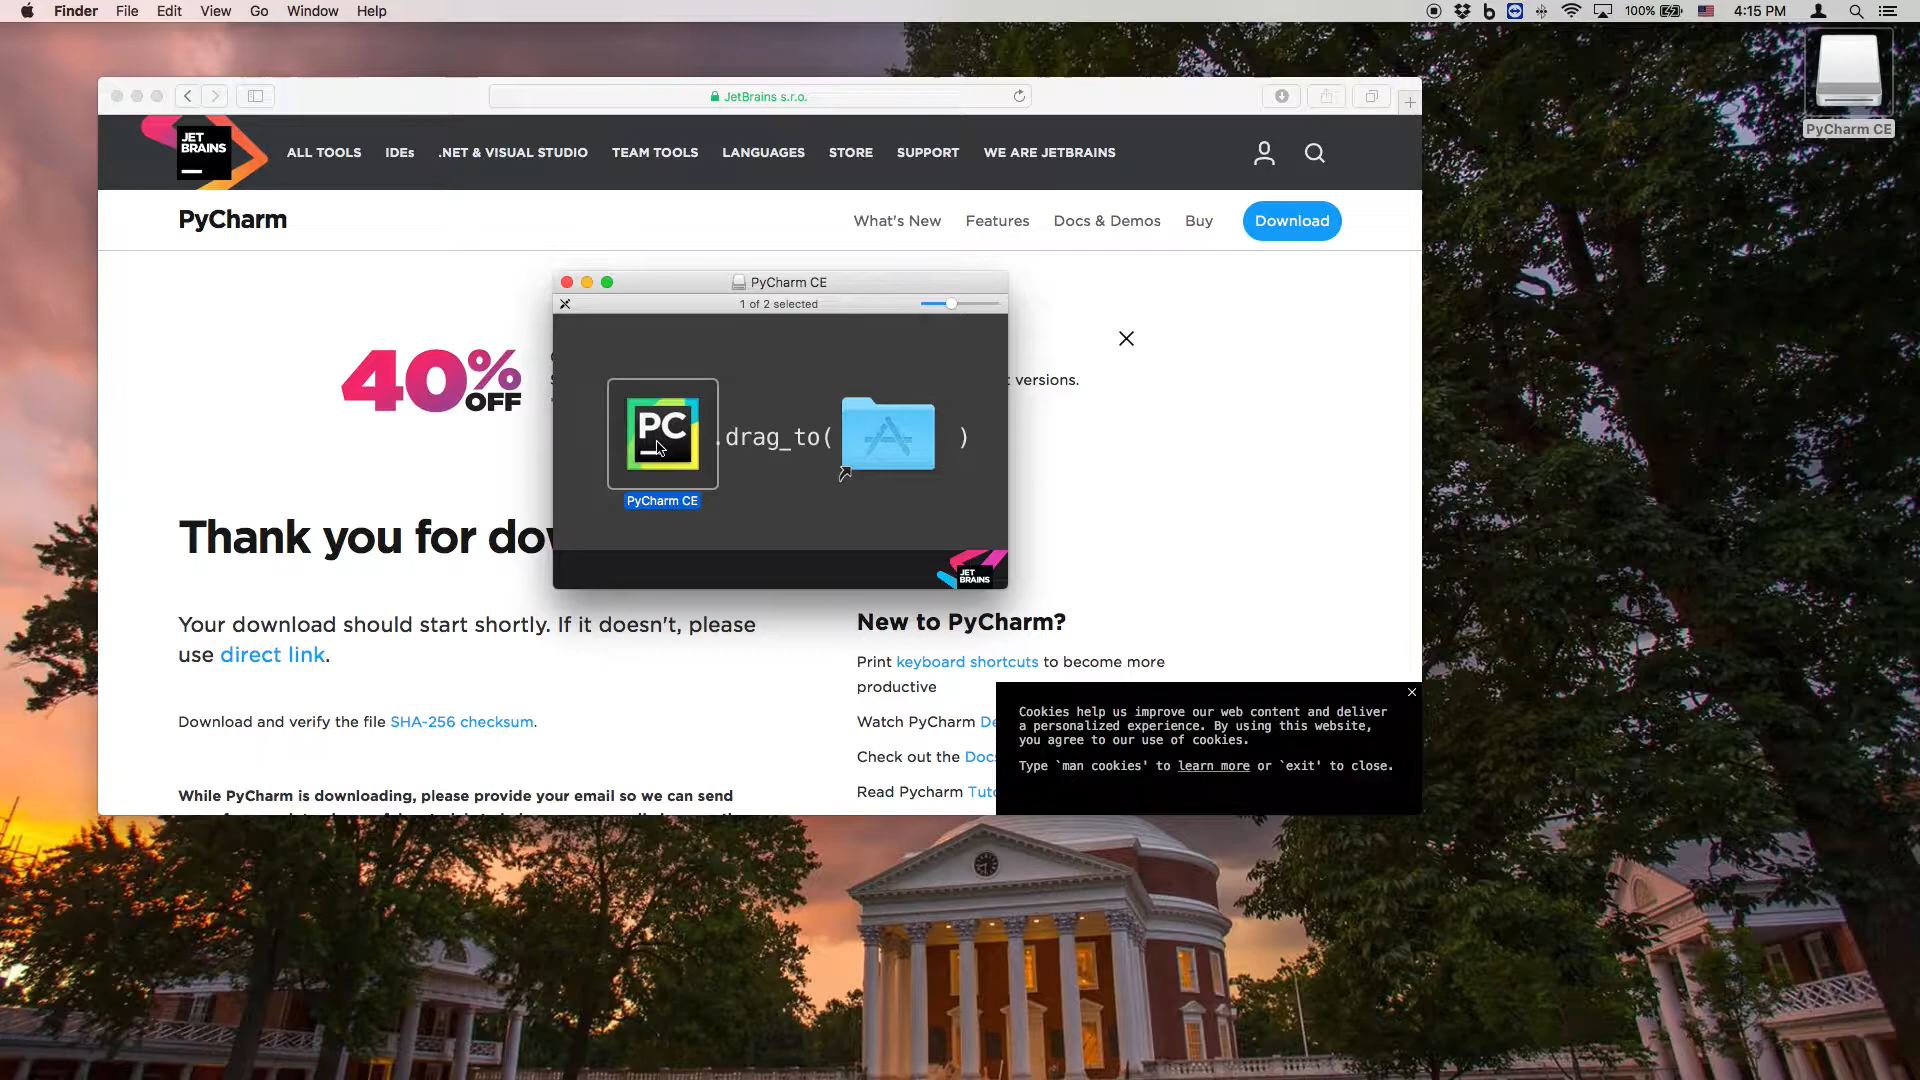 Finder File Edit View Go Window Help
100% 4:15 PM
PyCharm CE
JetBrains s.r.o.
JET
BRAINS
ALL TOOLS IDEs .NET & VISUAL STUDIO TEAM TOOLS LANGUAGES STORE SUPPORT WE ARE JETBRAINS
PyCharm
What's New Features Docs & Demos Buy Download
PyCharm CE
1 of 2 selected
40%
OFF
versions.
PC
.drag_to( )
PyCharm CE
JET
BRAINS
Thank you for do
Your download should start shortly. If it doesn't, please
use direct link.
Download and verify the file SHA-256 checksum.
While PyCharm is downloading, please provide your email so we can send
New to PyCharm?
Print keyboard shortcuts to become more
productive
Watch PyCharm De
Check out the Docs
Read Pycharm Tuto
Cookies help us improve our web content and deliver
a personalized experience. By using this website,
you agree to our use of cookies.
Type `man cookies' to learn more or `exit' to close.